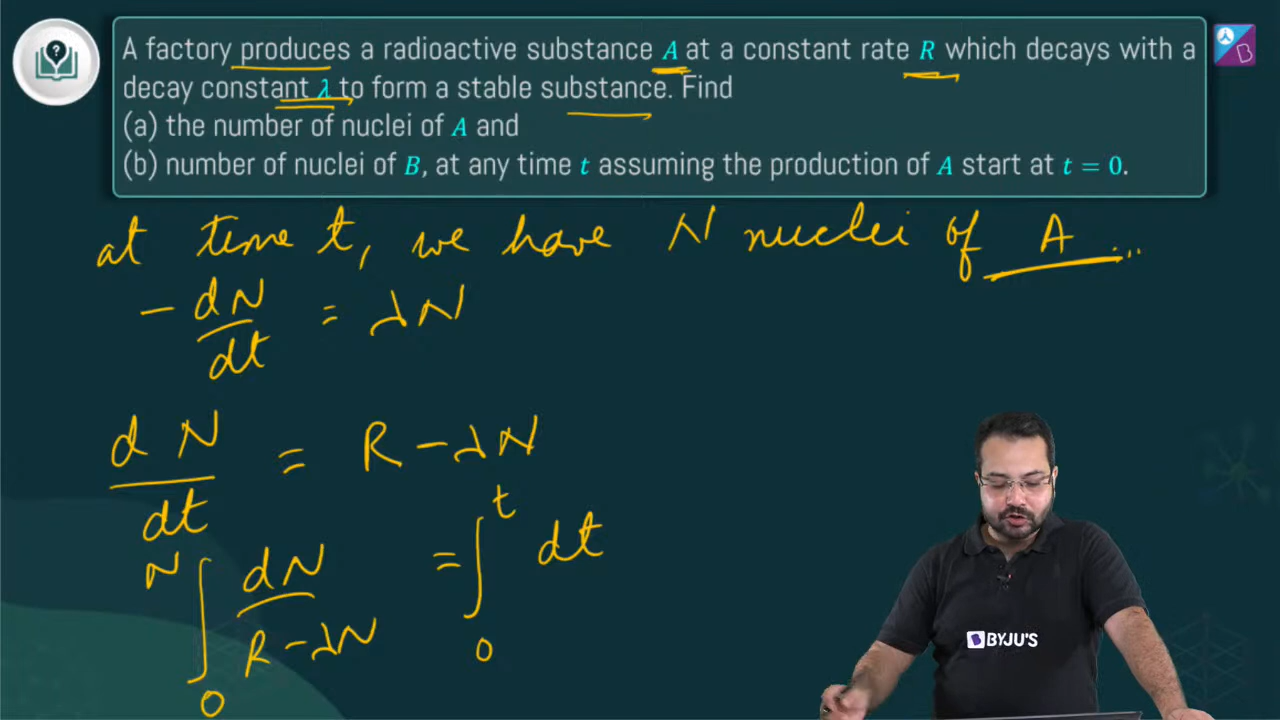 A factory produces a radioactive substance A at a constant rate R which decays with a
decay constant λ to form a stable substance. Find
(a) the number of nuclei of A and
(b) number of nuclei of B, at any time t assuming the production of A start at t = 0.
B
at time t, we have N nuclei of A ...
- dN/dt = λN
dN/dt = R - λN
∫₀ᴺ dN/(R - λN) = ∫₀ᵗ dt
BYJU'S